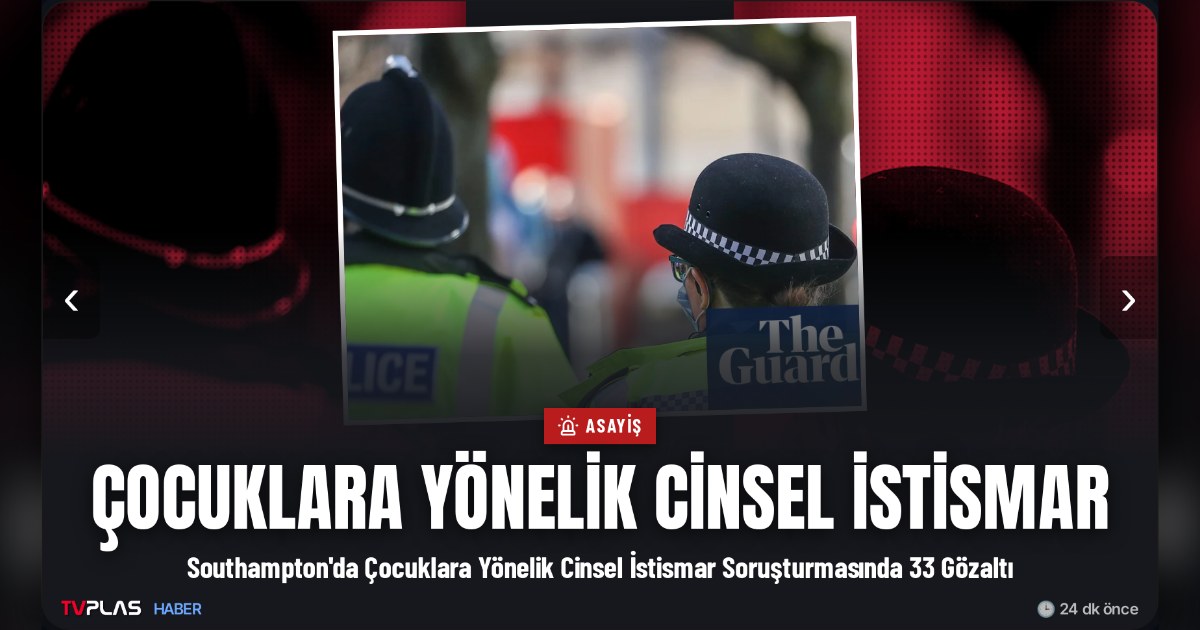 LICE
The
Guard
ASAYİŞ
ÇOCUKLARA YÖNELİK CİNSEL İSTİSMAR
Southampton'da Çocuklara Yönelik Cinsel İstismar Soruşturmasında 33 Gözaltı
TVPLAS HABER
24 dk önce